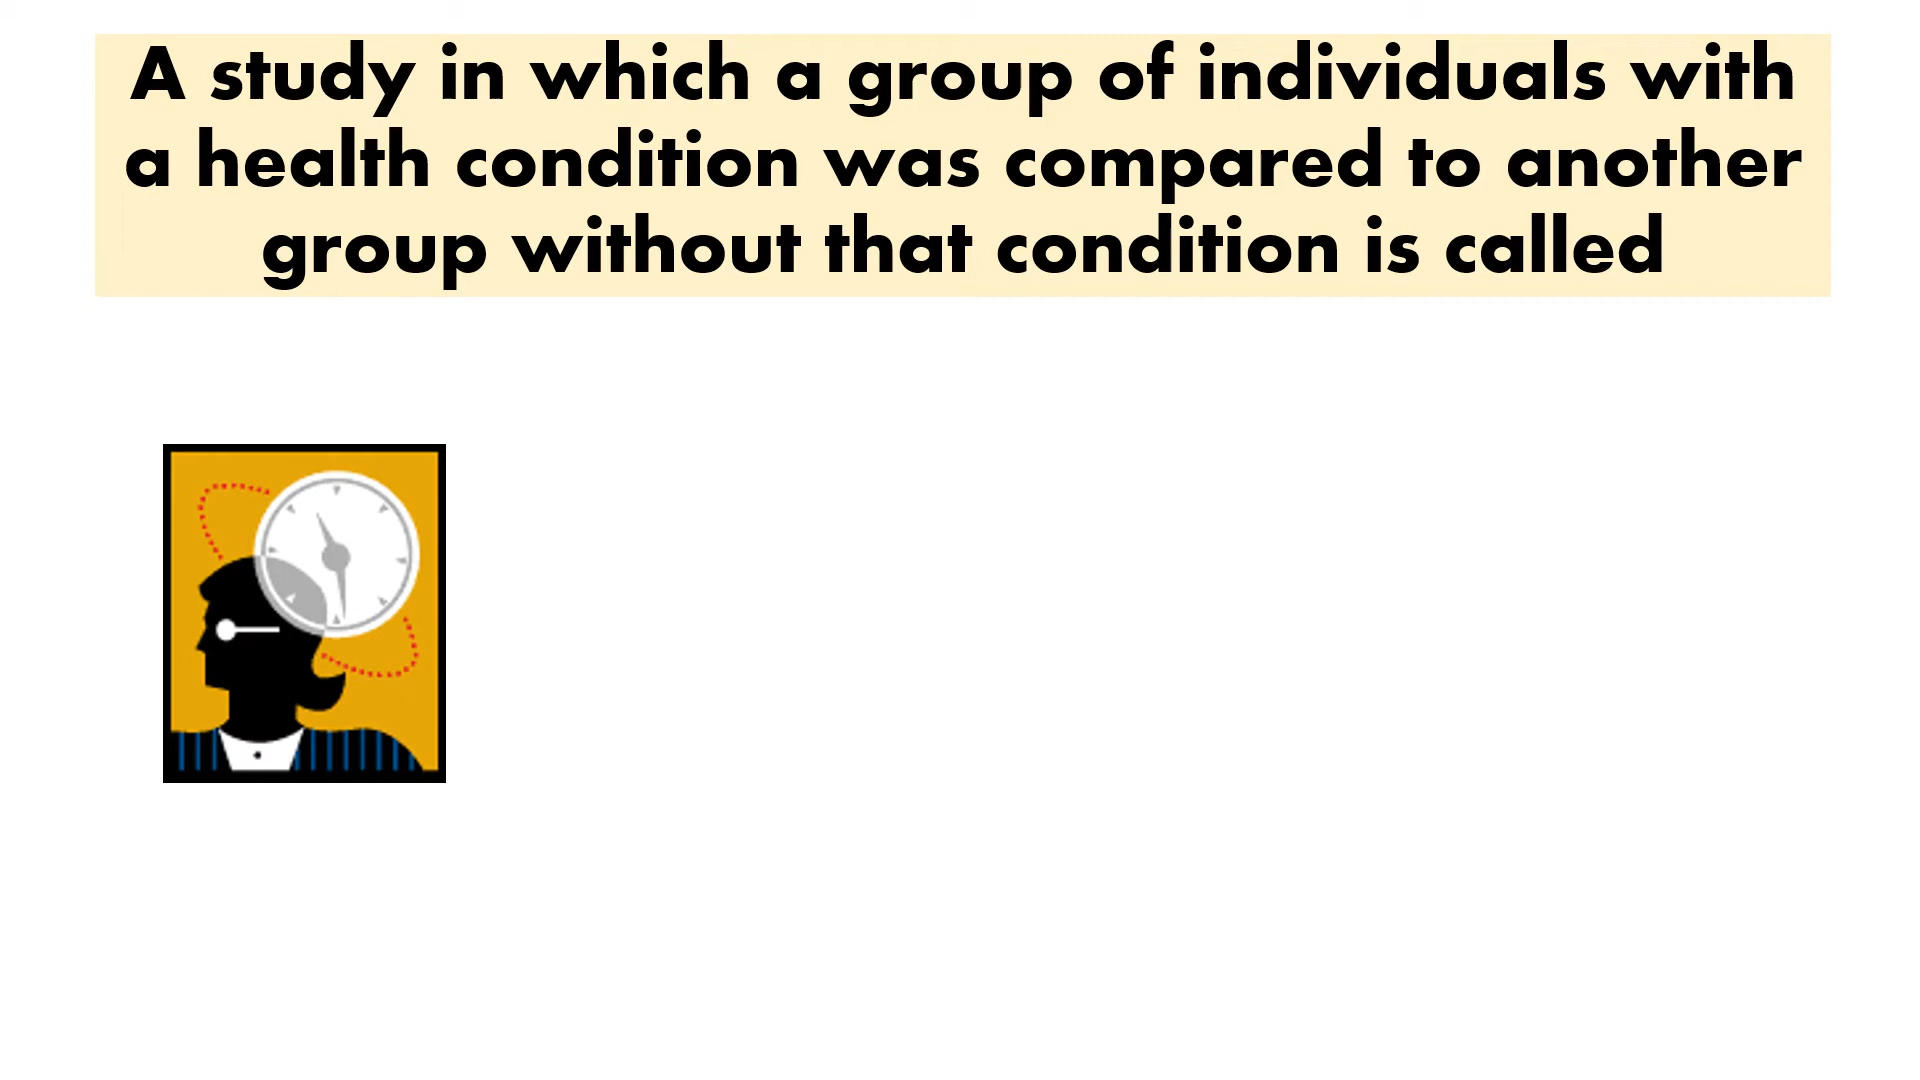 A study in which a group of individuals with
a health condition was compared to another
group without that condition is called